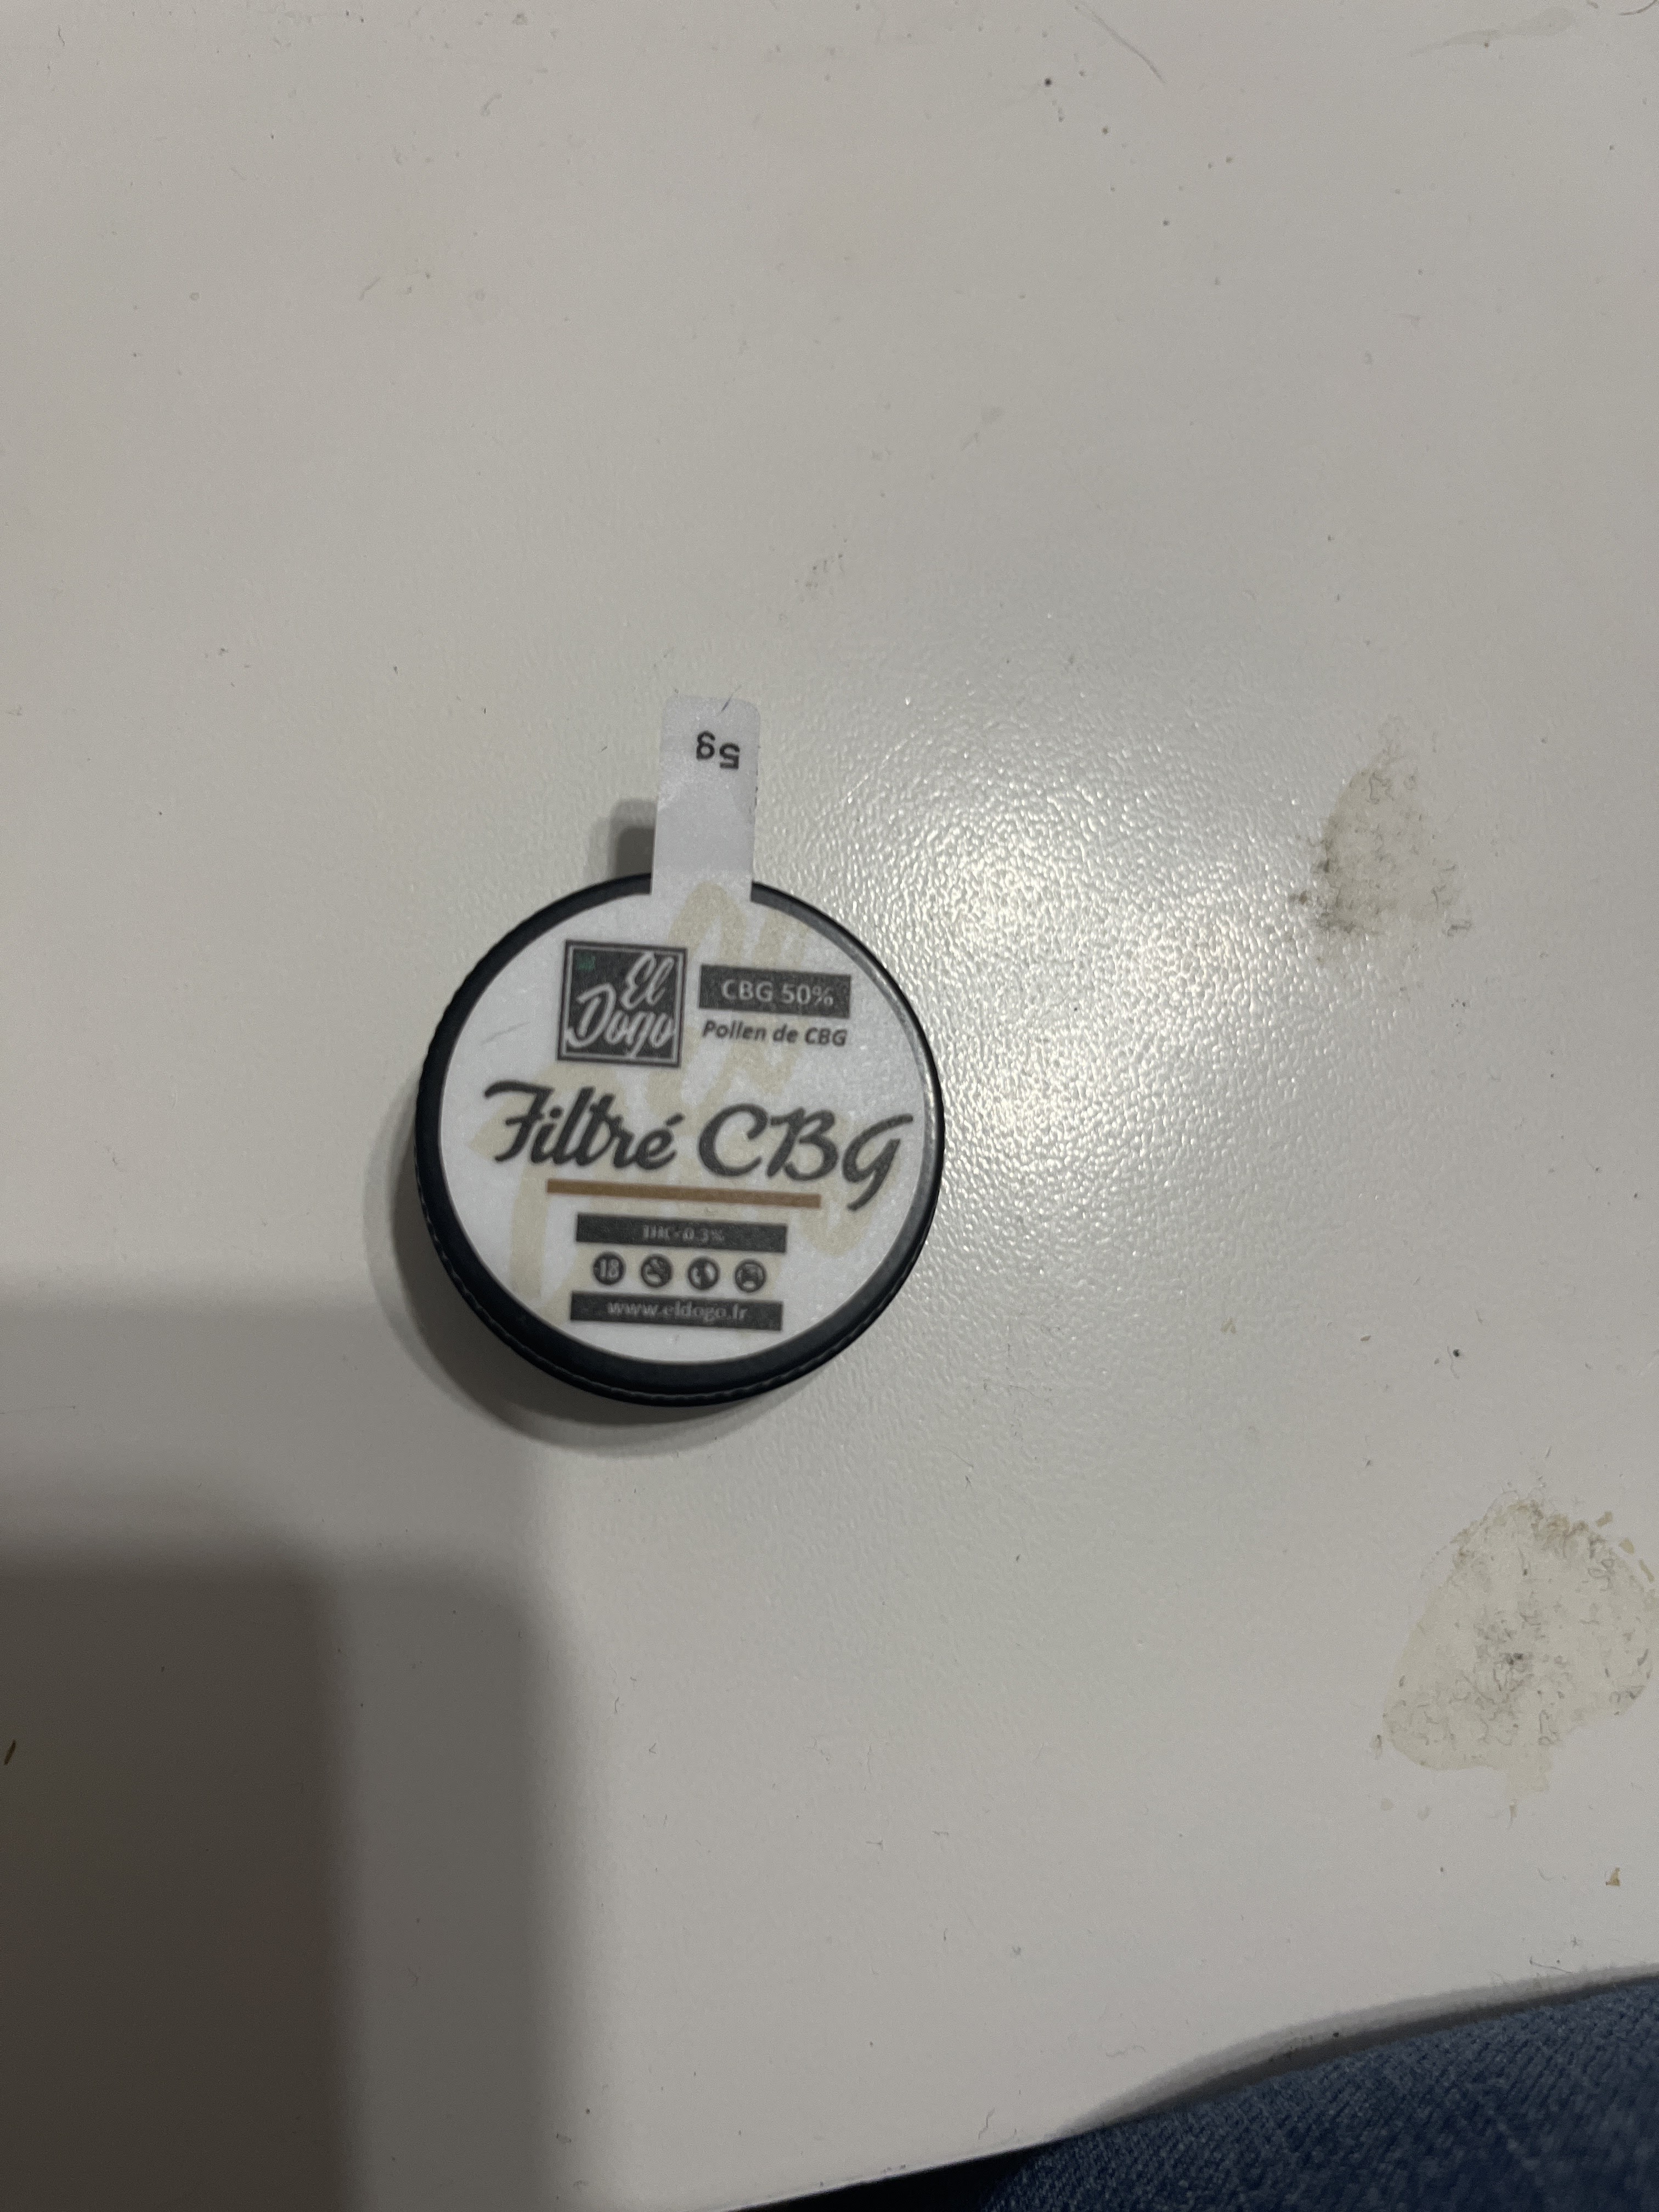 5g
El
Dogo
CBG 50%
Pollen de CBG
Filtré CBG
THC-0.3%
18
www.eldogo.fr